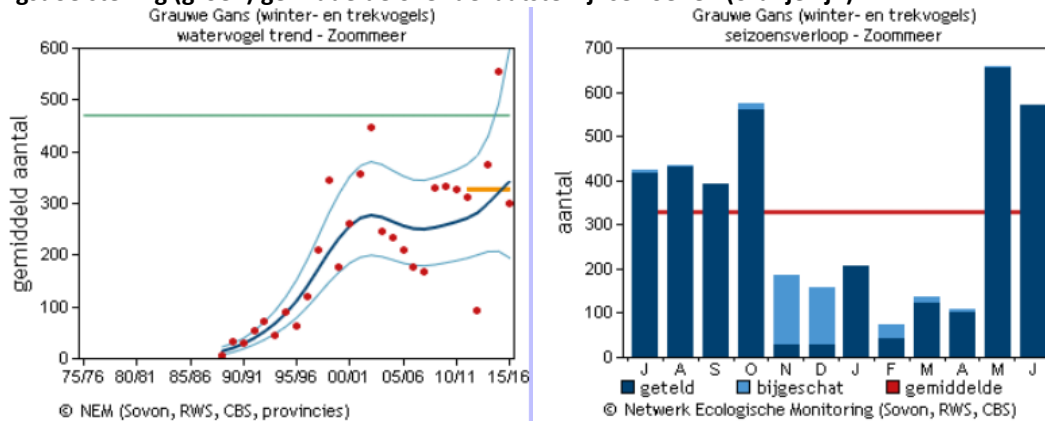 Grauwe Gans (winter- en trekvogels)
watervogel trend - Zoommeer
gemiddeld aantal
600
500
400
300
200
100
0
75/76 80/81 85/86 90/91 95/96 00/01 05/06 10/11 15/16
© NEM (Sovon, RWS, CBS, provincies)
Grauwe Gans (winter- en trekvogels)
seizoensverloop - Zoommeer
aantal
700
600
500
400
300
200
100
0
J A S O N D J F M A M J
geteld bijgeschat gemiddelde
© Netwerk Ecologische Monitoring (Sovon, RWS, CBS)